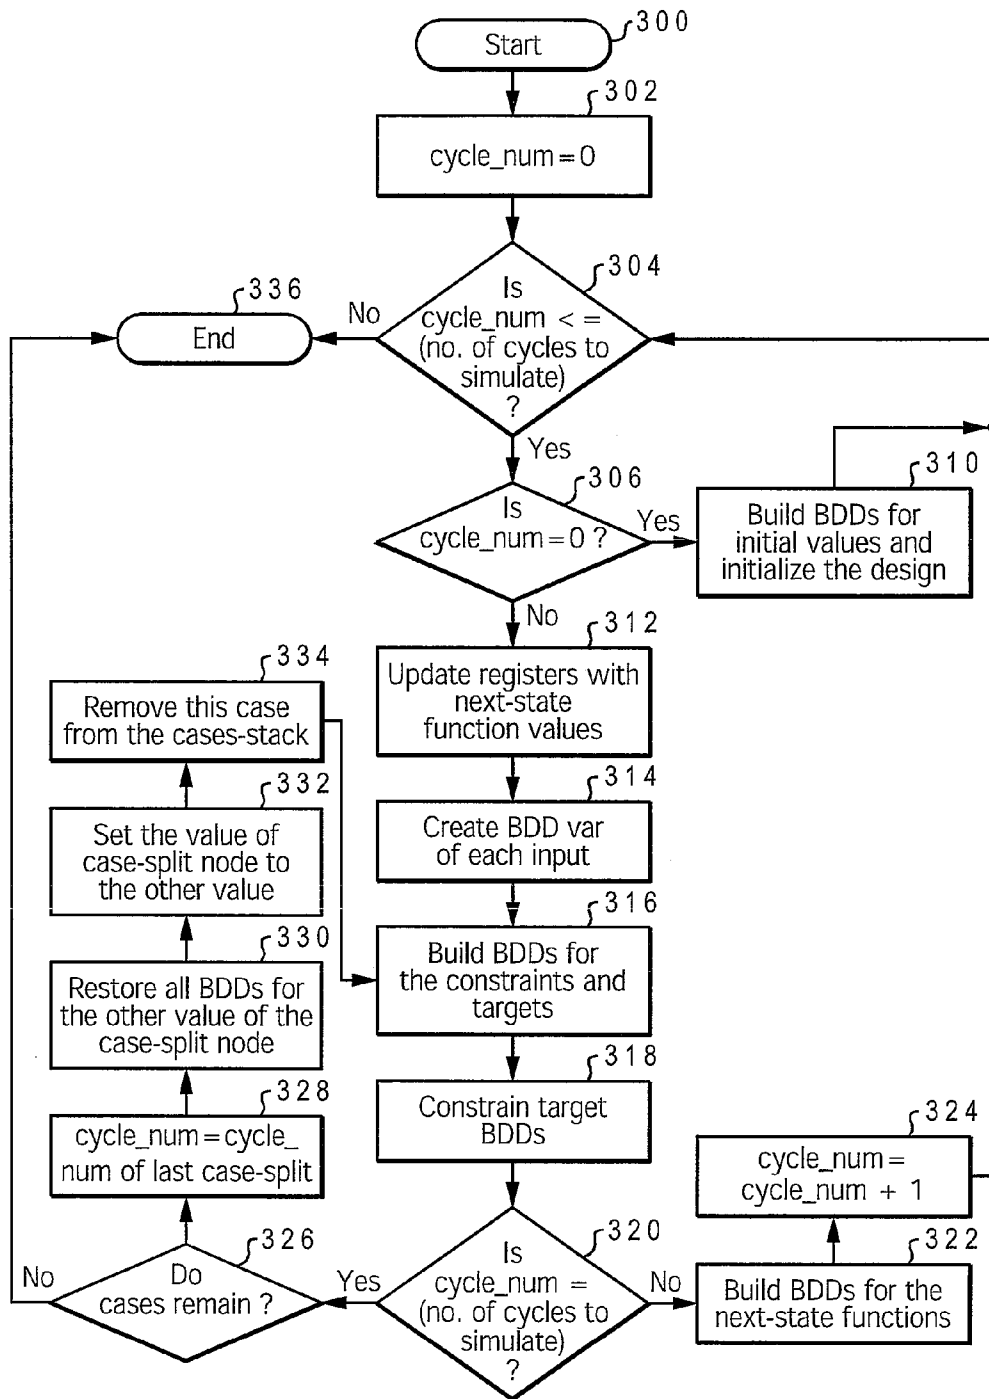 300
Start
302
cycle_num = 0
304
Is
cycle_num < =
(no. of cycles to
simulate)
?
336
End
No
Yes
306
Is
cycle_num = 0 ?
Yes
310
Build BDDs for
initial values and
initialize the design
No
312
Update registers with
next-state
function values
334
Remove this case
from the cases-stack
314
Create BDD var
of each input
332
Set the value of
case-split node to
the other value
316
Build BDDs for
the constraints and
targets
330
Restore all BDDs for
the other value of the
case-split node
318
Constrain target
BDDs
328
cycle_num = cycle_
num of last case-split
324
cycle_num =
cycle_num + 1
320
Is
cycle_num =
(no. of cycles to
simulate)
?
326
Do
cases remain ?
No
Yes
No
322
Build BDDs for the
next-state functions